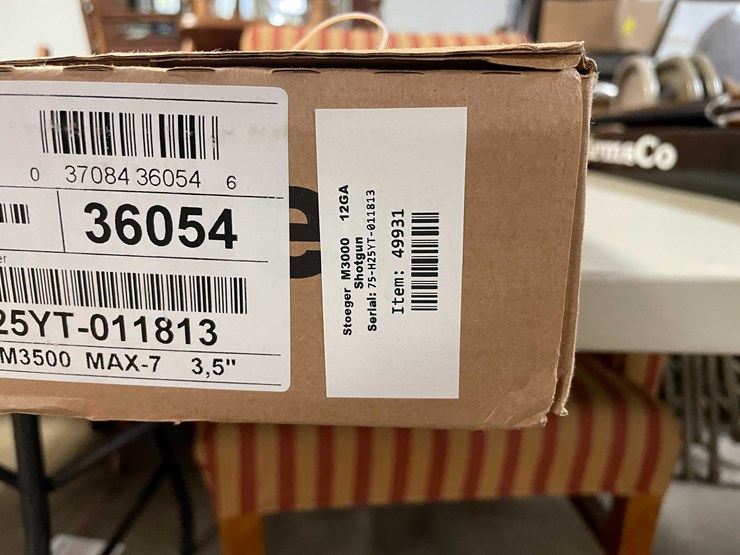 0 37084 36054 6
36054
25YT-011813
M3500 MAX-7 3,5"
e
Stoeger M3000 12GA
Shotgun
Serial: 75-H25YT-011813
Item: 49931